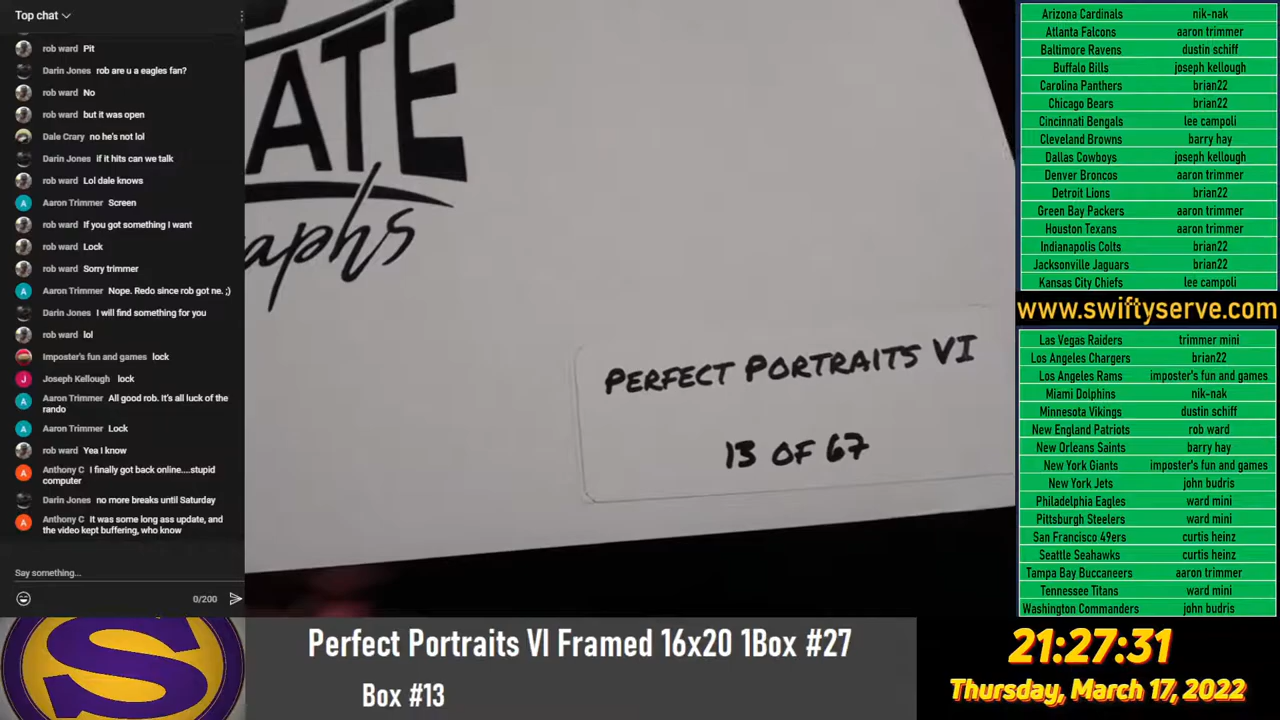 Top chat
rob ward Pit
Darin Jones rob are u a eagles fan?
rob ward No
rob ward but it was open
Dale Crary no he's not lol
Darin Jones if it hits can we talk
rob ward Lol dale knows
A Aaron Trimmer Screen
rob ward If you got something I want
rob ward Lock
rob ward Sorry trimmer
A Aaron Trimmer Nope. Redo since rob got ne. ;)
Darin Jones I will find something for you
rob ward lol
Imposter's fun and games lock
J Joseph Kellough lock
A Aaron Trimmer All good rob. It's all luck of the
rando
A Aaron Trimmer Lock
rob ward Yea I know
A Anthony C I finally got back online....stupid
computer
Darin Jones no more breaks until Saturday
A Anthony C It was some long ass update, and
the video kept buffering, who know
Say something...
0/200
ATE
aphs
PERFECT PORTRAITS VI
13 OF 67
Arizona Cardinals nik-nak
Atlanta Falcons aaron trimmer
Baltimore Ravens dustin schiff
Buffalo Bills joseph kellough
Carolina Panthers brian22
Chicago Bears brian22
Cincinnati Bengals lee campoli
Cleveland Browns barry hay
Dallas Cowboys joseph kellough
Denver Broncos aaron trimmer
Detroit Lions brian22
Green Bay Packers aaron trimmer
Houston Texans aaron trimmer
Indianapolis Colts brian22
Jacksonville Jaguars brian22
Kansas City Chiefs lee campoli
www.swiftyserve.com
Las Vegas Raiders trimmer mini
Los Angeles Chargers brian22
Los Angeles Rams imposter's fun and games
Miami Dolphins nik-nak
Minnesota Vikings dustin schiff
New England Patriots rob ward
New Orleans Saints barry hay
New York Giants imposter's fun and games
New York Jets john budris
Philadelphia Eagles ward mini
Pittsburgh Steelers ward mini
San Francisco 49ers curtis heinz
Seattle Seahawks curtis heinz
Tampa Bay Buccaneers aaron trimmer
Tennessee Titans ward mini
Washington Commanders john budris
S
Perfect Portraits VI Framed 16x20 1Box #27
Box #13
21:27:31
Thursday, March 17, 2022